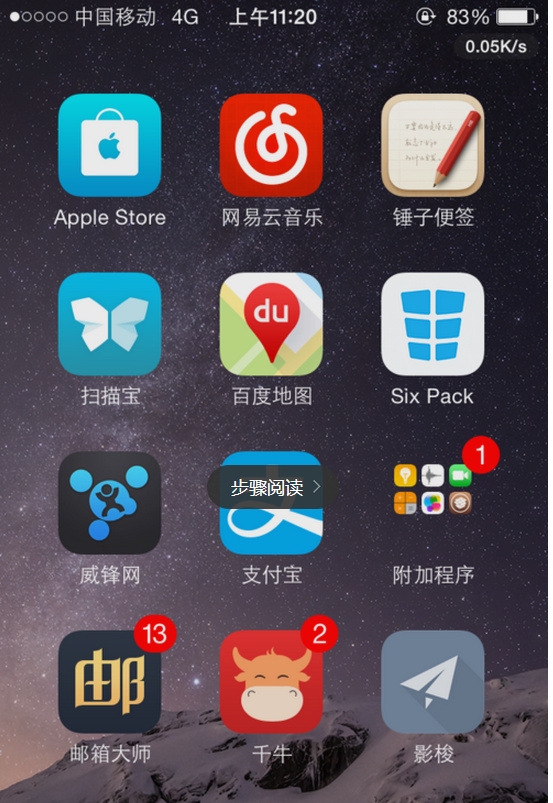 中国移动 4G 上午11:20 83%
0.05K/s
Apple Store 网易云音乐 锤子便签
du
扫描宝 百度地图 Six Pack
1
步骤阅读
威锋网 支付宝 附加程序
13 2
邮
邮箱大师 千牛 影梭